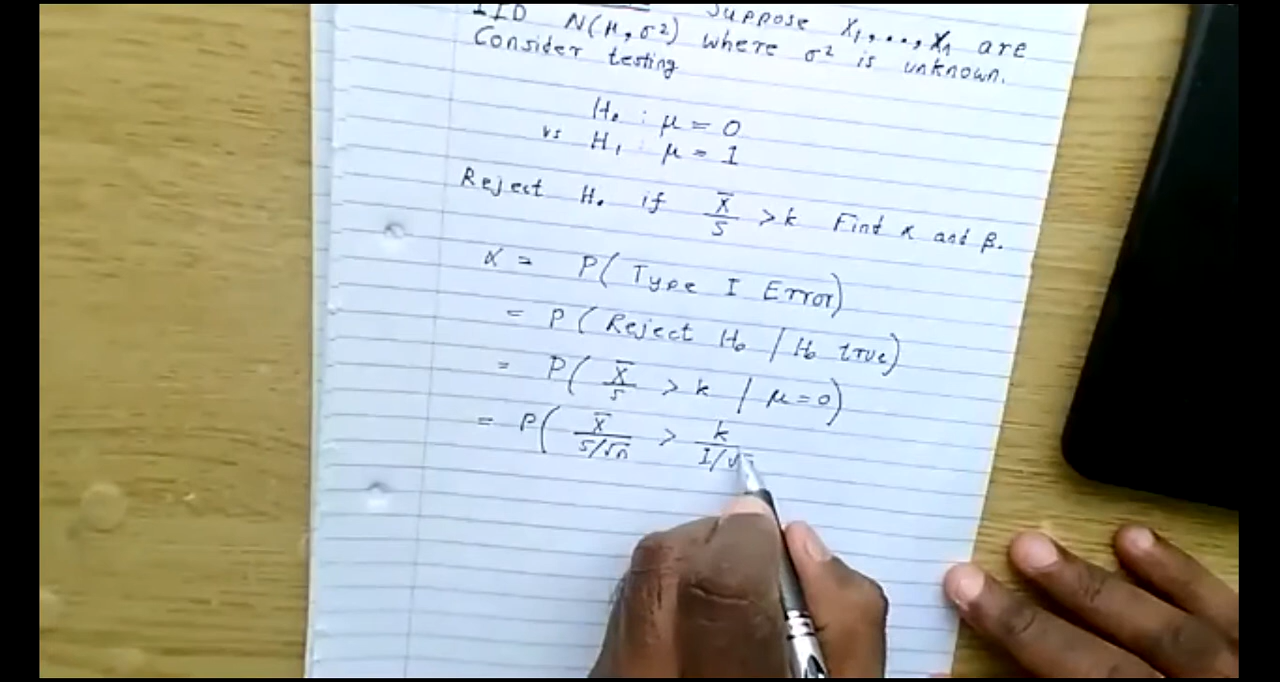 IID N(μ, σ²) Suppose X₁,..,Xₙ are
where σ² is unknown.
Consider testing
H₀ : μ = 0
vs H₁ : μ = 1
Reject H₀ if X̄/S > k Find α and β.
α = P(Type I Error)
= P(Reject H₀ / H₀ true)
= P(X̄/S > k / μ=0)
= P(X̄/(S/√n) > k/(1/√